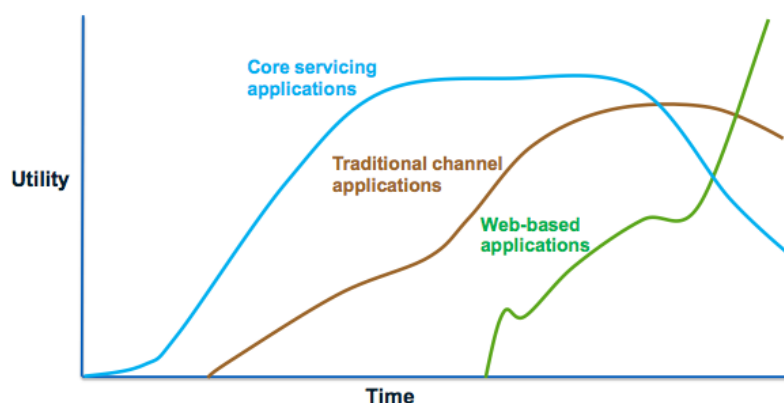 Core servicing
applications
Traditional channel
applications
Utility
Web-based
applications
Time